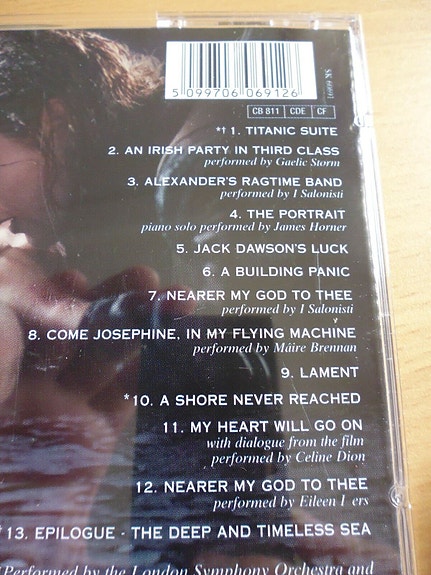 SK 60691
5 099706 069126
CB 811 CDE CF
*† 1. TITANIC SUITE
2. AN IRISH PARTY IN THIRD CLASS
performed by Gaelic Storm
3. ALEXANDER'S RAGTIME BAND
performed by I Salonisti
4. THE PORTRAIT
piano solo performed by James Horner
5. JACK DAWSON'S LUCK
6. A BUILDING PANIC
7. NEARER MY GOD TO THEE
performed by I Salonisti
8. COME JOSEPHINE, IN MY FLYING MACHINE
performed by Máire Brennan
9. LAMENT
*10. A SHORE NEVER REACHED
11. MY HEART WILL GO ON
with dialogue from the film
performed by Celine Dion
12. NEARER MY GOD TO THEE
performed by Eileen
*13. EPILOGUE - THE DEEP AND TIMELESS SEA
*Performed by the London Symphony Orchestra and